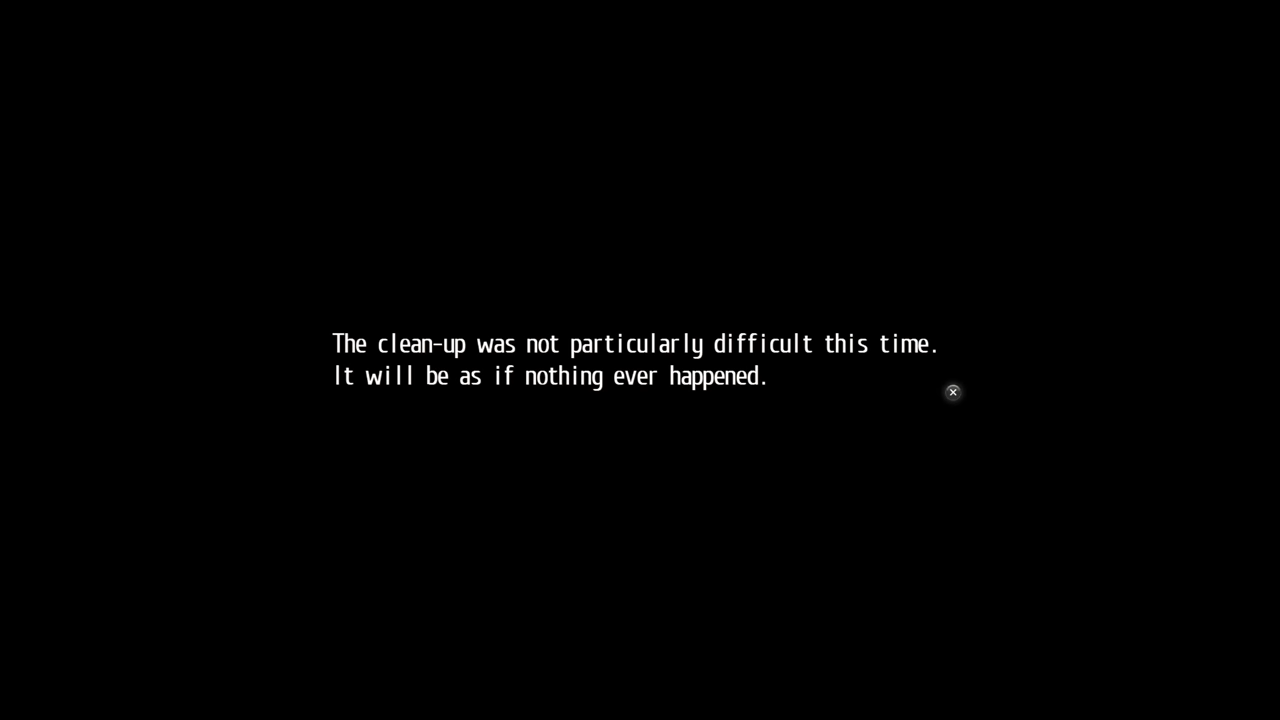 The clean-up was not particularly difficult this time.
It will be as if nothing ever happened.